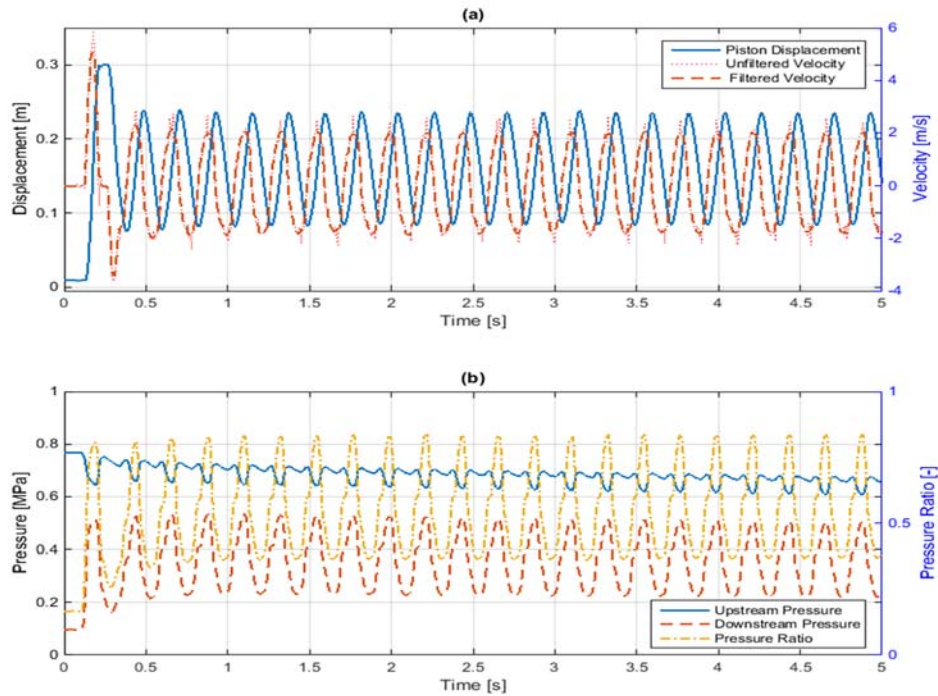 (a)
Displacement [m]
0.3
0.2
0.1
0
Piston Displacement
Unfiltered Velocity
Filtered Velocity
6
4
2
0
-2
-4
Velocity [m/s]
0 0.5 1 1.5 2 2.5 3 3.5 4 4.5 5
Time [s]
(b)
Pressure [MPa]
1
0.8
0.6
0.4
0.2
0
1
0.5
0
Pressure Ratio [-]
Upstream Pressure
Downstream Pressure
Pressure Ratio
0 0.5 1 1.5 2 2.5 3 3.5 4 4.5 5
Time [s]